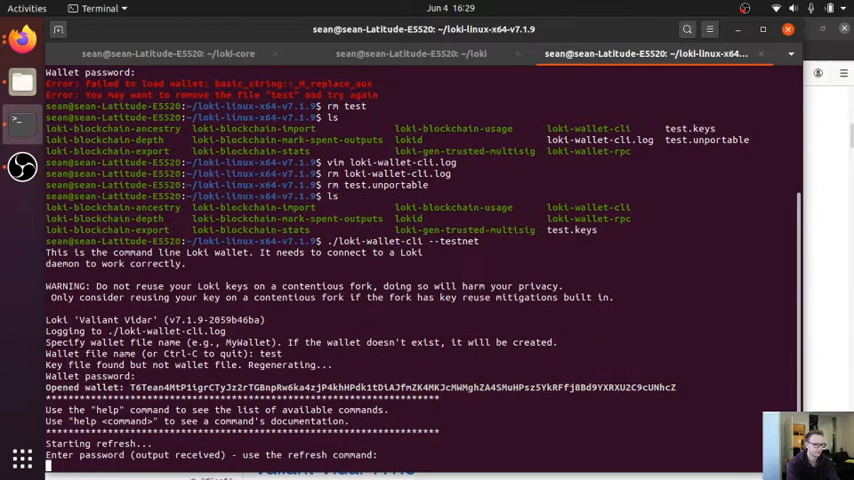 Activities
Terminal
Jun 4 16:29
sean@sean-Latitude-E5520: ~/loki-linux-x64-v7.1.9
sean@sean-Latitude-E5520: ~/loki-core
sean@sean-Latitude-E5520: ~/loki
sean@sean-Latitude-E5520: ~/loki-linux-x64-v7.1....
Wallet password:
Error: Failed to load wallet: basic_string::_M_replace_aux
Error: You may want to remove the file "test" and try again
sean@sean-Latitude-E5520:~/loki-linux-x64-v7.1.9$ rm test
sean@sean-Latitude-E5520:~/loki-linux-x64-v7.1.9$ ls
loki-blockchain-ancestry loki-blockchain-import loki-blockchain-usage loki-wallet-cli test.keys
loki-blockchain-depth loki-blockchain-mark-spent-outputs lokid loki-wallet-cli.log test.unportable
loki-blockchain-export loki-blockchain-stats loki-gen-trusted-multisig loki-wallet-rpc
sean@sean-Latitude-E5520:~/loki-linux-x64-v7.1.9$ vim loki-wallet-cli.log
sean@sean-Latitude-E5520:~/loki-linux-x64-v7.1.9$ rm loki-wallet-cli.log
sean@sean-Latitude-E5520:~/loki-linux-x64-v7.1.9$ rm test.unportable
sean@sean-Latitude-E5520:~/loki-linux-x64-v7.1.9$ ls
loki-blockchain-ancestry loki-blockchain-import loki-blockchain-usage loki-wallet-cli
loki-blockchain-depth loki-blockchain-mark-spent-outputs lokid loki-wallet-rpc
loki-blockchain-export loki-blockchain-stats loki-gen-trusted-multisig test.keys
sean@sean-Latitude-E5520:~/loki-linux-x64-v7.1.9$ ./loki-wallet-cli --testnet
This is the command line Loki wallet. It needs to connect to a Loki
daemon to work correctly.
WARNING: Do not reuse your Loki keys on a contentious fork, doing so will harm your privacy.
Only consider reusing your key on a contentious fork if the fork has key reuse mitigations built in.
Loki 'Valiant Vidar' (v7.1.9-2059b46ba)
Logging to ./loki-wallet-cli.log
Specify wallet file name (e.g., MyWallet). If the wallet doesn't exist, it will be created.
Wallet file name (or Ctrl-C to quit): test
Key file found but not wallet file. Regenerating...
Wallet password:
Opened wallet: T6Tean4MtP1igrCTyJz2rTGBnpRw6ka4zjP4khHPdk1tDiAJfmZK4MKJcMWMghZA4SMuHPsz5YkRFfj8Bd9YXRXU2C9cUNhcZ
**********************************************************************
Use the "help" command to see the list of available commands.
Use "help <command>" to see a command's documentation.
**********************************************************************
Starting refresh...
Enter password (output received) - use the refresh command: